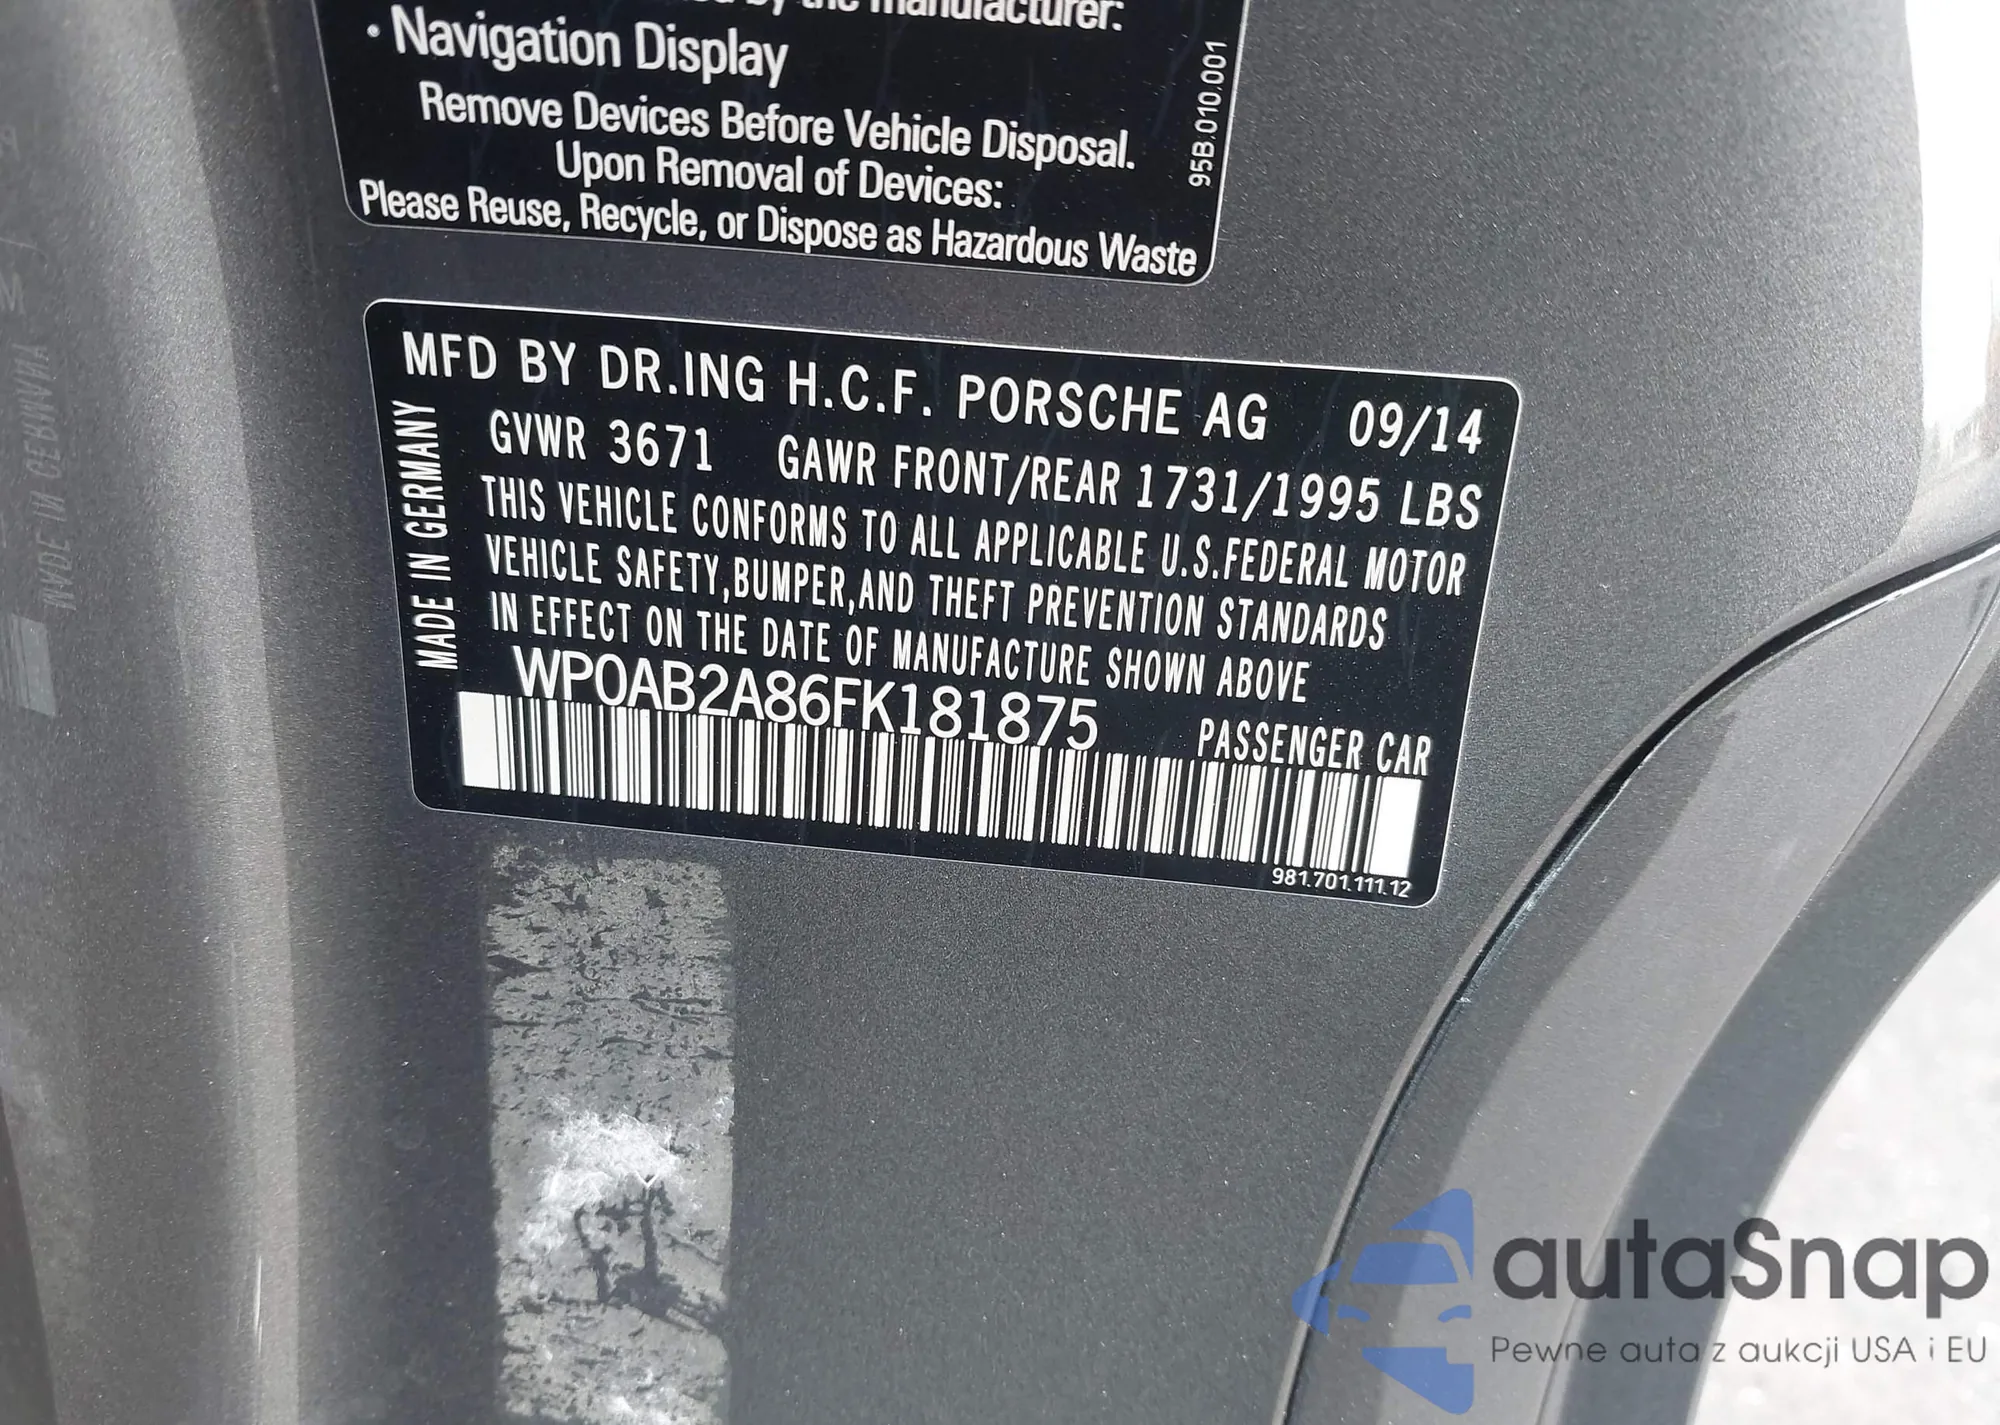 by the manufacturer:
• Navigation Display
Remove Devices Before Vehicle Disposal.
Upon Removal of Devices:
Please Reuse, Recycle, or Dispose as Hazardous Waste
95B.010.001
MFD BY DR.ING H.C.F. PORSCHE AG 09/14
GVWR 3671 GAWR FRONT/REAR 1731/1995 LBS
THIS VEHICLE CONFORMS TO ALL APPLICABLE U.S.FEDERAL MOTOR
VEHICLE SAFETY,BUMPER,AND THEFT PREVENTION STANDARDS
IN EFFECT ON THE DATE OF MANUFACTURE SHOWN ABOVE
WP0AB2A86FK181875
PASSENGER CAR
981.701.111.12
MADE IN GERMANY
autaSnap
Pewne auta z aukcji USA i EU